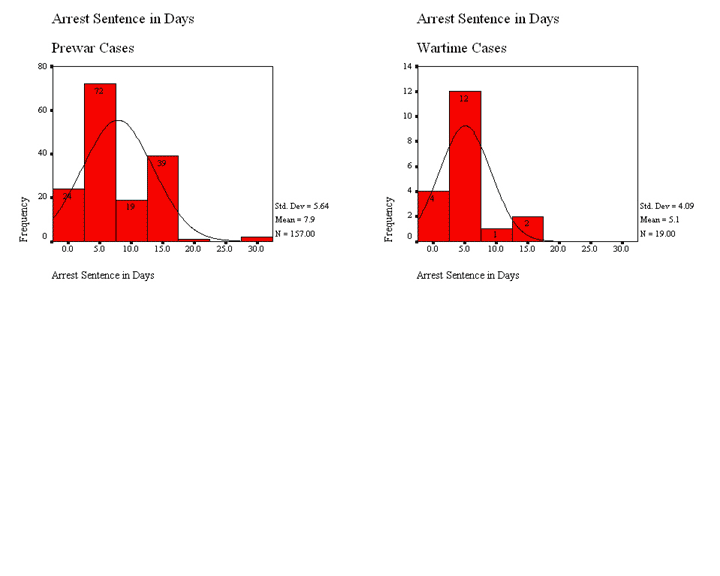 Arrest Sentence in Days
Prewar Cases
80
60
40
20
0
Frequency
24
72
19
39
0.0 5.0 10.0 15.0 20.0 25.0 30.0
Arrest Sentence in Days
Std. Dev = 5.64
Mean = 7.9
N = 157.00
Arrest Sentence in Days
Wartime Cases
14
12
10
8
6
4
2
0
Frequency
4
12
1
2
0.0 5.0 10.0 15.0 20.0 25.0 30.0
Arrest Sentence in Days
Std. Dev = 4.09
Mean = 5.1
N = 19.00